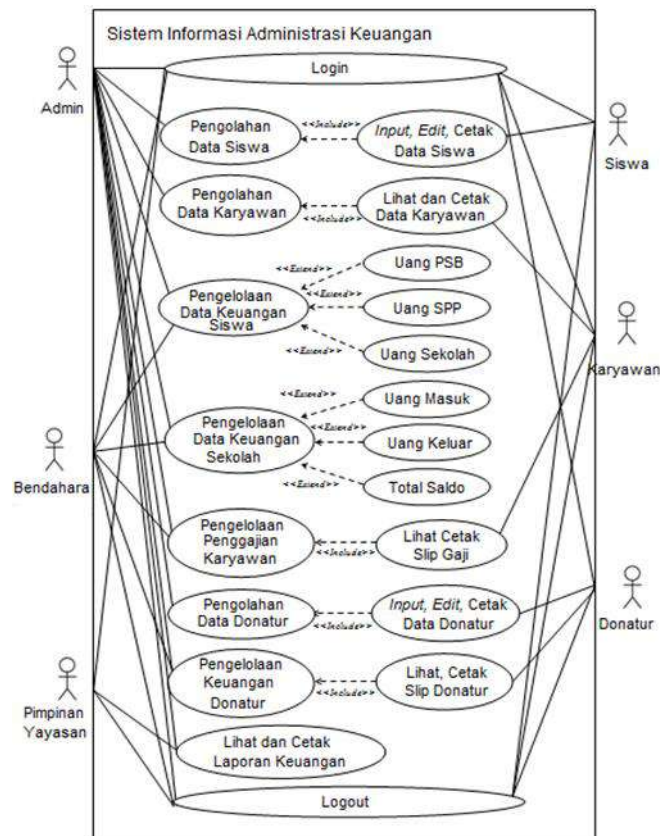 Sistem Informasi Administrasi Keuangan
Login
Admin
Pengolahan
Data Siswa
<<Include>>
Input, Edit, Cetak
Data Siswa
Siswa
Pengolahan
Data Karyawan
<<Include>>
Lihat dan Cetak
Data Karyawan
<<Extend>>
Uang PSB
Pengelolaan
Data Keuangan
Siswa
<<Extend>>
Uang SPP
<<Extend>>
Uang Sekolah
Karyawan
<<Extend>>
Uang Masuk
Pengelolaan
Data Keuangan
Sekolah
<<Extend>>
Uang Keluar
<<Extend>>
Total Saldo
Bendahara
Pengelolaan
Penggajian
Karyawan
<<Include>>
Lihat Cetak
Slip Gaji
Pengolahan
Data Donatur
<<Include>>
Input, Edit, Cetak
Data Donatur
Donatur
Pengelolaan
Keuangan
Donatur
<<Include>>
Lihat, Cetak
Slip Donatur
Pimpinan
Yayasan
Lihat dan Cetak
Laporan Keuangan
Logout